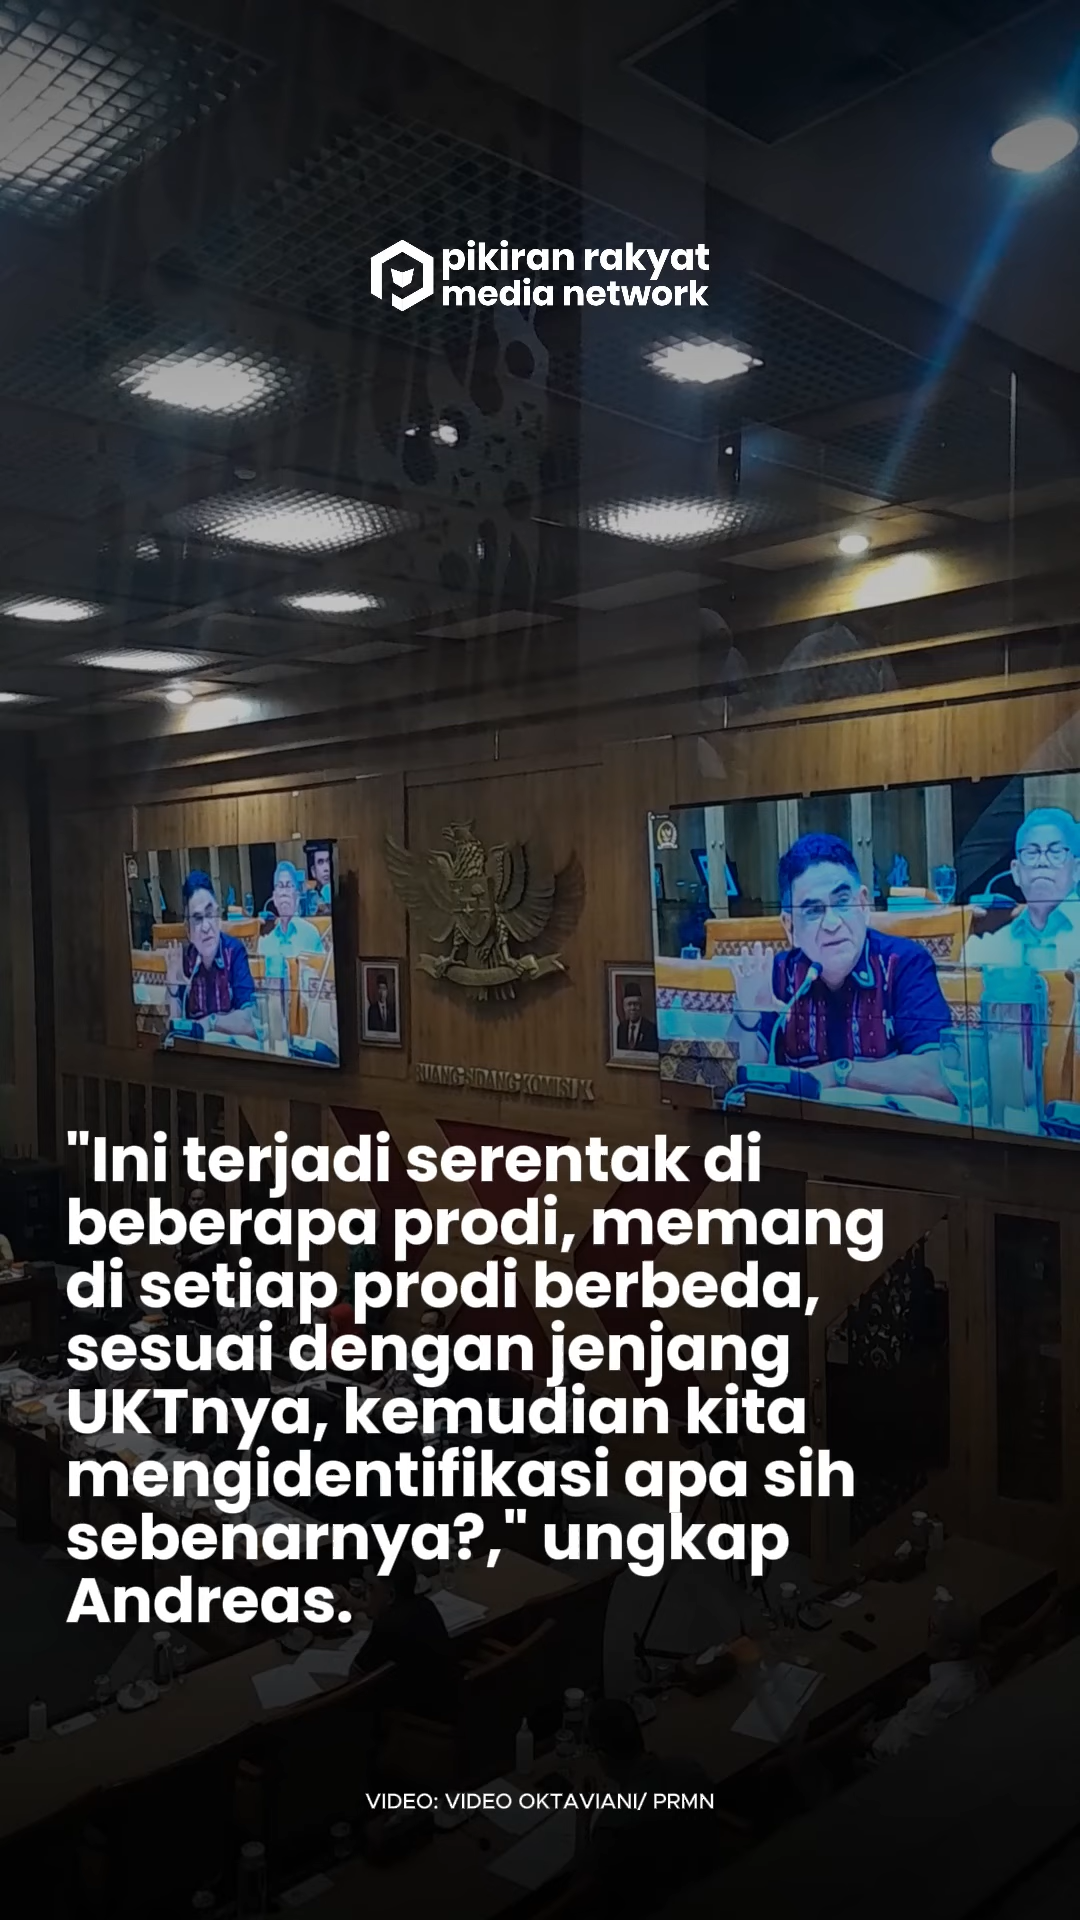 pikiran rakyat
media network
RUANG SIDANG KOMISI X
"Ini terjadi serentak di
beberapa prodi, memang
di setiap prodi berbeda,
sesuai dengan jenjang
UKTnya, kemudian kita
mengidentifikasi apa sih
sebenarnya?," ungkap
Andreas.
VIDEO: VIDEO OKTAVIANI/ PRMN